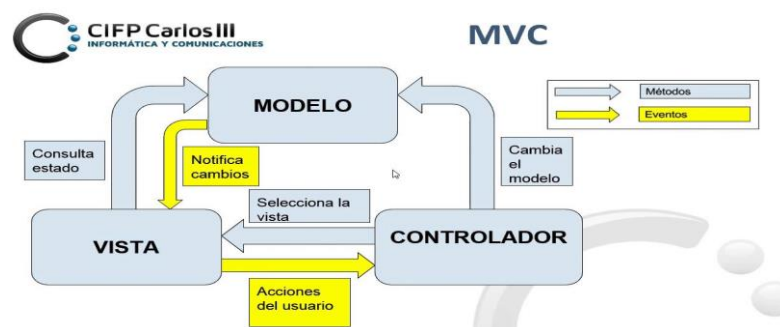 CIFP Carlos III
INFORMÁTICA Y COMUNICACIONES
MVC
MODELO
Métodos
Eventos
Consulta
estado
Notifica
cambios
Cambia
el
modelo
Selecciona la
vista
VISTA
CONTROLADOR
Acciones
del usuario